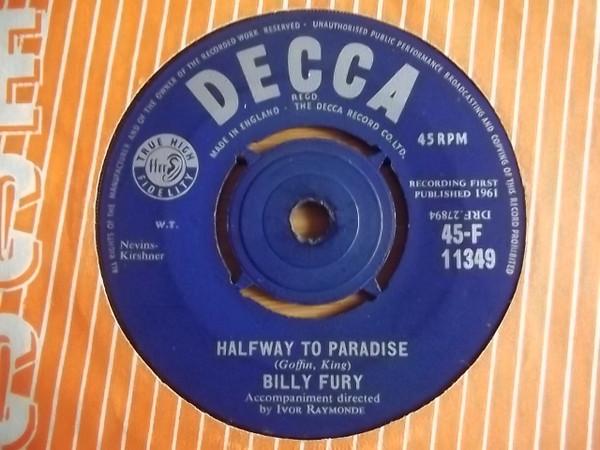 ALL RIGHTS OF THE MANUFACTURER AND OF THE OWNER OF THE RECORDED WORK RESERVED · UNAUTHORISED PUBLIC PERFORMANCE BROADCASTING AND COPYING OF THIS RECORD PROHIBITED
DECCA
REGD.
MADE IN ENGLAND · THE DECCA RECORD CO. LTD.
TRUE HIGH
ffrr
FIDELITY
45 RPM
RECORDING FIRST
PUBLISHED 1961
DRF.27894
W.T.
45-F
11349
Nevins-
Kirshner
HALFWAY TO PARADISE
(Goffin, King)
BILLY FURY
Accompaniment directed
by IVOR RAYMONDE